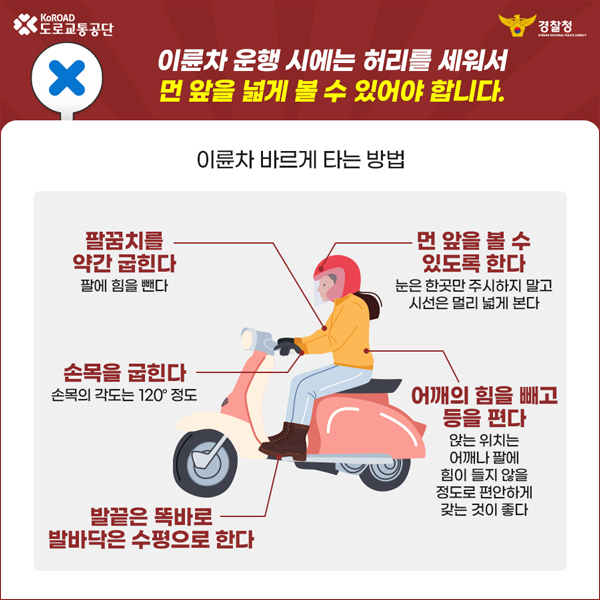 KoROAD
도로교통공단
경찰청
KOREAN NATIONAL POLICE AGENCY
이륜차 운행 시에는 허리를 세워서
먼 앞을 넓게 볼 수 있어야 합니다.
이륜차 바르게 타는 방법
팔꿈치를
약간 굽힌다
팔에 힘을 뺀다
먼 앞을 볼 수
있도록 한다
눈은 한곳만 주시하지 말고
시선은 멀리 넓게 본다
손목을 굽힌다
손목의 각도는 120° 정도
어깨의 힘을 빼고
등을 편다
앉는 위치는
어깨나 팔에
힘이 들지 않을
정도로 편안하게
갖는 것이 좋다
발끝은 똑바로
발바닥은 수평으로 한다